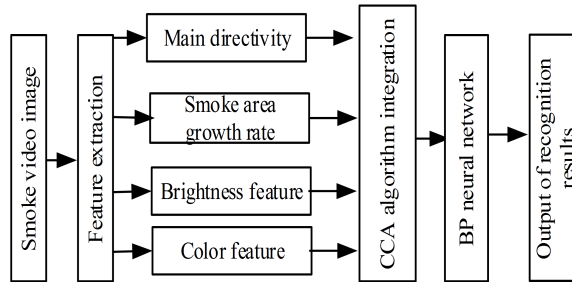 Smoke video image
Feature extraction
Main directivity
Smoke area
growth rate
Brightness feature
Color feature
CCA algorithm integration
BP neural network
Output of recognition
results